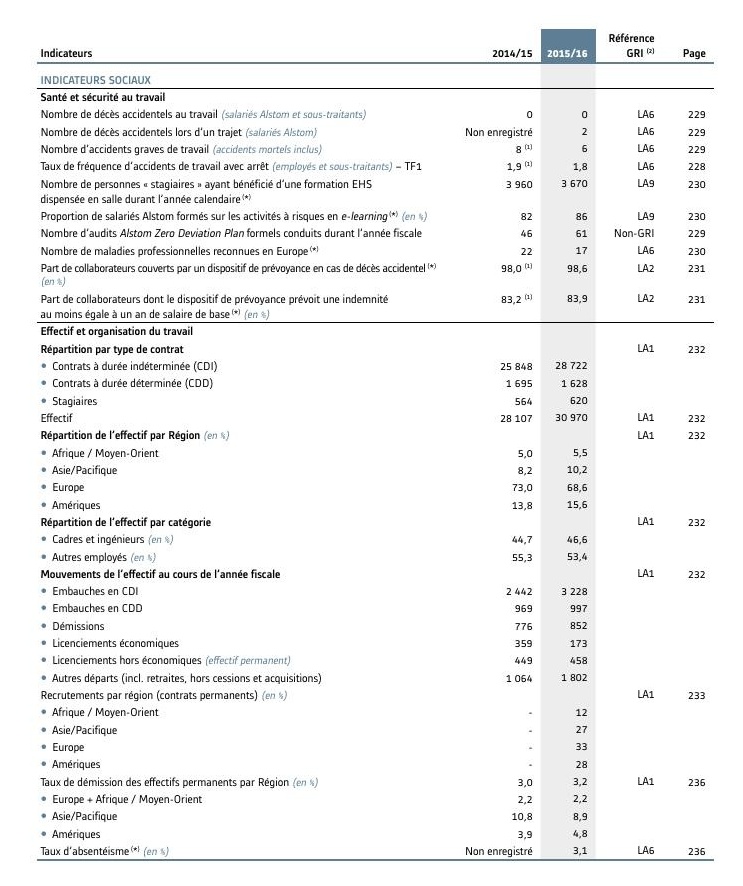 Référence
Indicateurs 2014/15 2015/16 GRI (2) Page
INDICATEURS SOCIAUX
Santé et sécurité au travail
Nombre de décès accidentels au travail (salariés Alstom et sous-traitants) 0 0 LA6 229
Nombre de décès accidentels lors d'un trajet (salariés Alstom) Non enregistré 2 LA6 229
Nombre d'accidents graves de travail (accidents mortels inclus) 8 (1) 6 LA6 229
Taux de fréquence d'accidents de travail avec arrêt (employés et sous-traitants) – TF1 1,9 (1) 1,8 LA6 228
Nombre de personnes « stagiaires » ayant bénéficié d'une formation EHS 3 960 3 670 LA9 230
dispensée en salle durant l'année calendaire (*)
Proportion de salariés Alstom formés sur les activités à risques en e-learning (*) (en %) 82 86 LA9 230
Nombre d'audits Alstom Zero Deviation Plan formels conduits durant l'année fiscale 46 61 Non-GRI 229
Nombre de maladies professionnelles reconnues en Europe (*) 22 17 LA6 230
Part de collaborateurs couverts par un dispositif de prévoyance en cas de décès accidentel (*) 98,0 (1) 98,6 LA2 231
(en %)
Part de collaborateurs dont le dispositif de prévoyance prévoit une indemnité 83,2 (1) 83,9 LA2 231
au moins égale à un an de salaire de base (*) (en %)
Effectif et organisation du travail
Répartition par type de contrat LA1 232
• Contrats à durée indéterminée (CDI) 25 848 28 722
• Contrats à durée déterminée (CDD) 1 695 1 628
• Stagiaires 564 620
Effectif 28 107 30 970 LA1 232
Répartition de l'effectif par Région (en %) LA1 232
• Afrique / Moyen-Orient 5,0 5,5
• Asie/Pacifique 8,2 10,2
• Europe 73,0 68,6
• Amériques 13,8 15,6
Répartition de l'effectif par catégorie LA1 232
• Cadres et ingénieurs (en %) 44,7 46,6
• Autres employés (en %) 55,3 53,4
Mouvements de l'effectif au cours de l'année fiscale LA1 232
• Embauches en CDI 2 442 3 228
• Embauches en CDD 969 997
• Démissions 776 852
• Licenciements économiques 359 173
• Licenciements hors économiques (effectif permanent) 449 458
• Autres départs (incl. retraites, hors cessions et acquisitions) 1 064 1 802
Recrutements par région (contrats permanents) (en %) LA1 233
• Afrique / Moyen-Orient - 12
• Asie/Pacifique - 27
• Europe - 33
• Amériques - 28
Taux de démission des effectifs permanents par Région (en %) 3,0 3,2 LA1 236
• Europe + Afrique / Moyen-Orient 2,2 2,2
• Asie/Pacifique 10,8 8,9
• Amériques 3,9 4,8
Taux d'absentéisme (*) (en %) Non enregistré 3,1 LA6 236